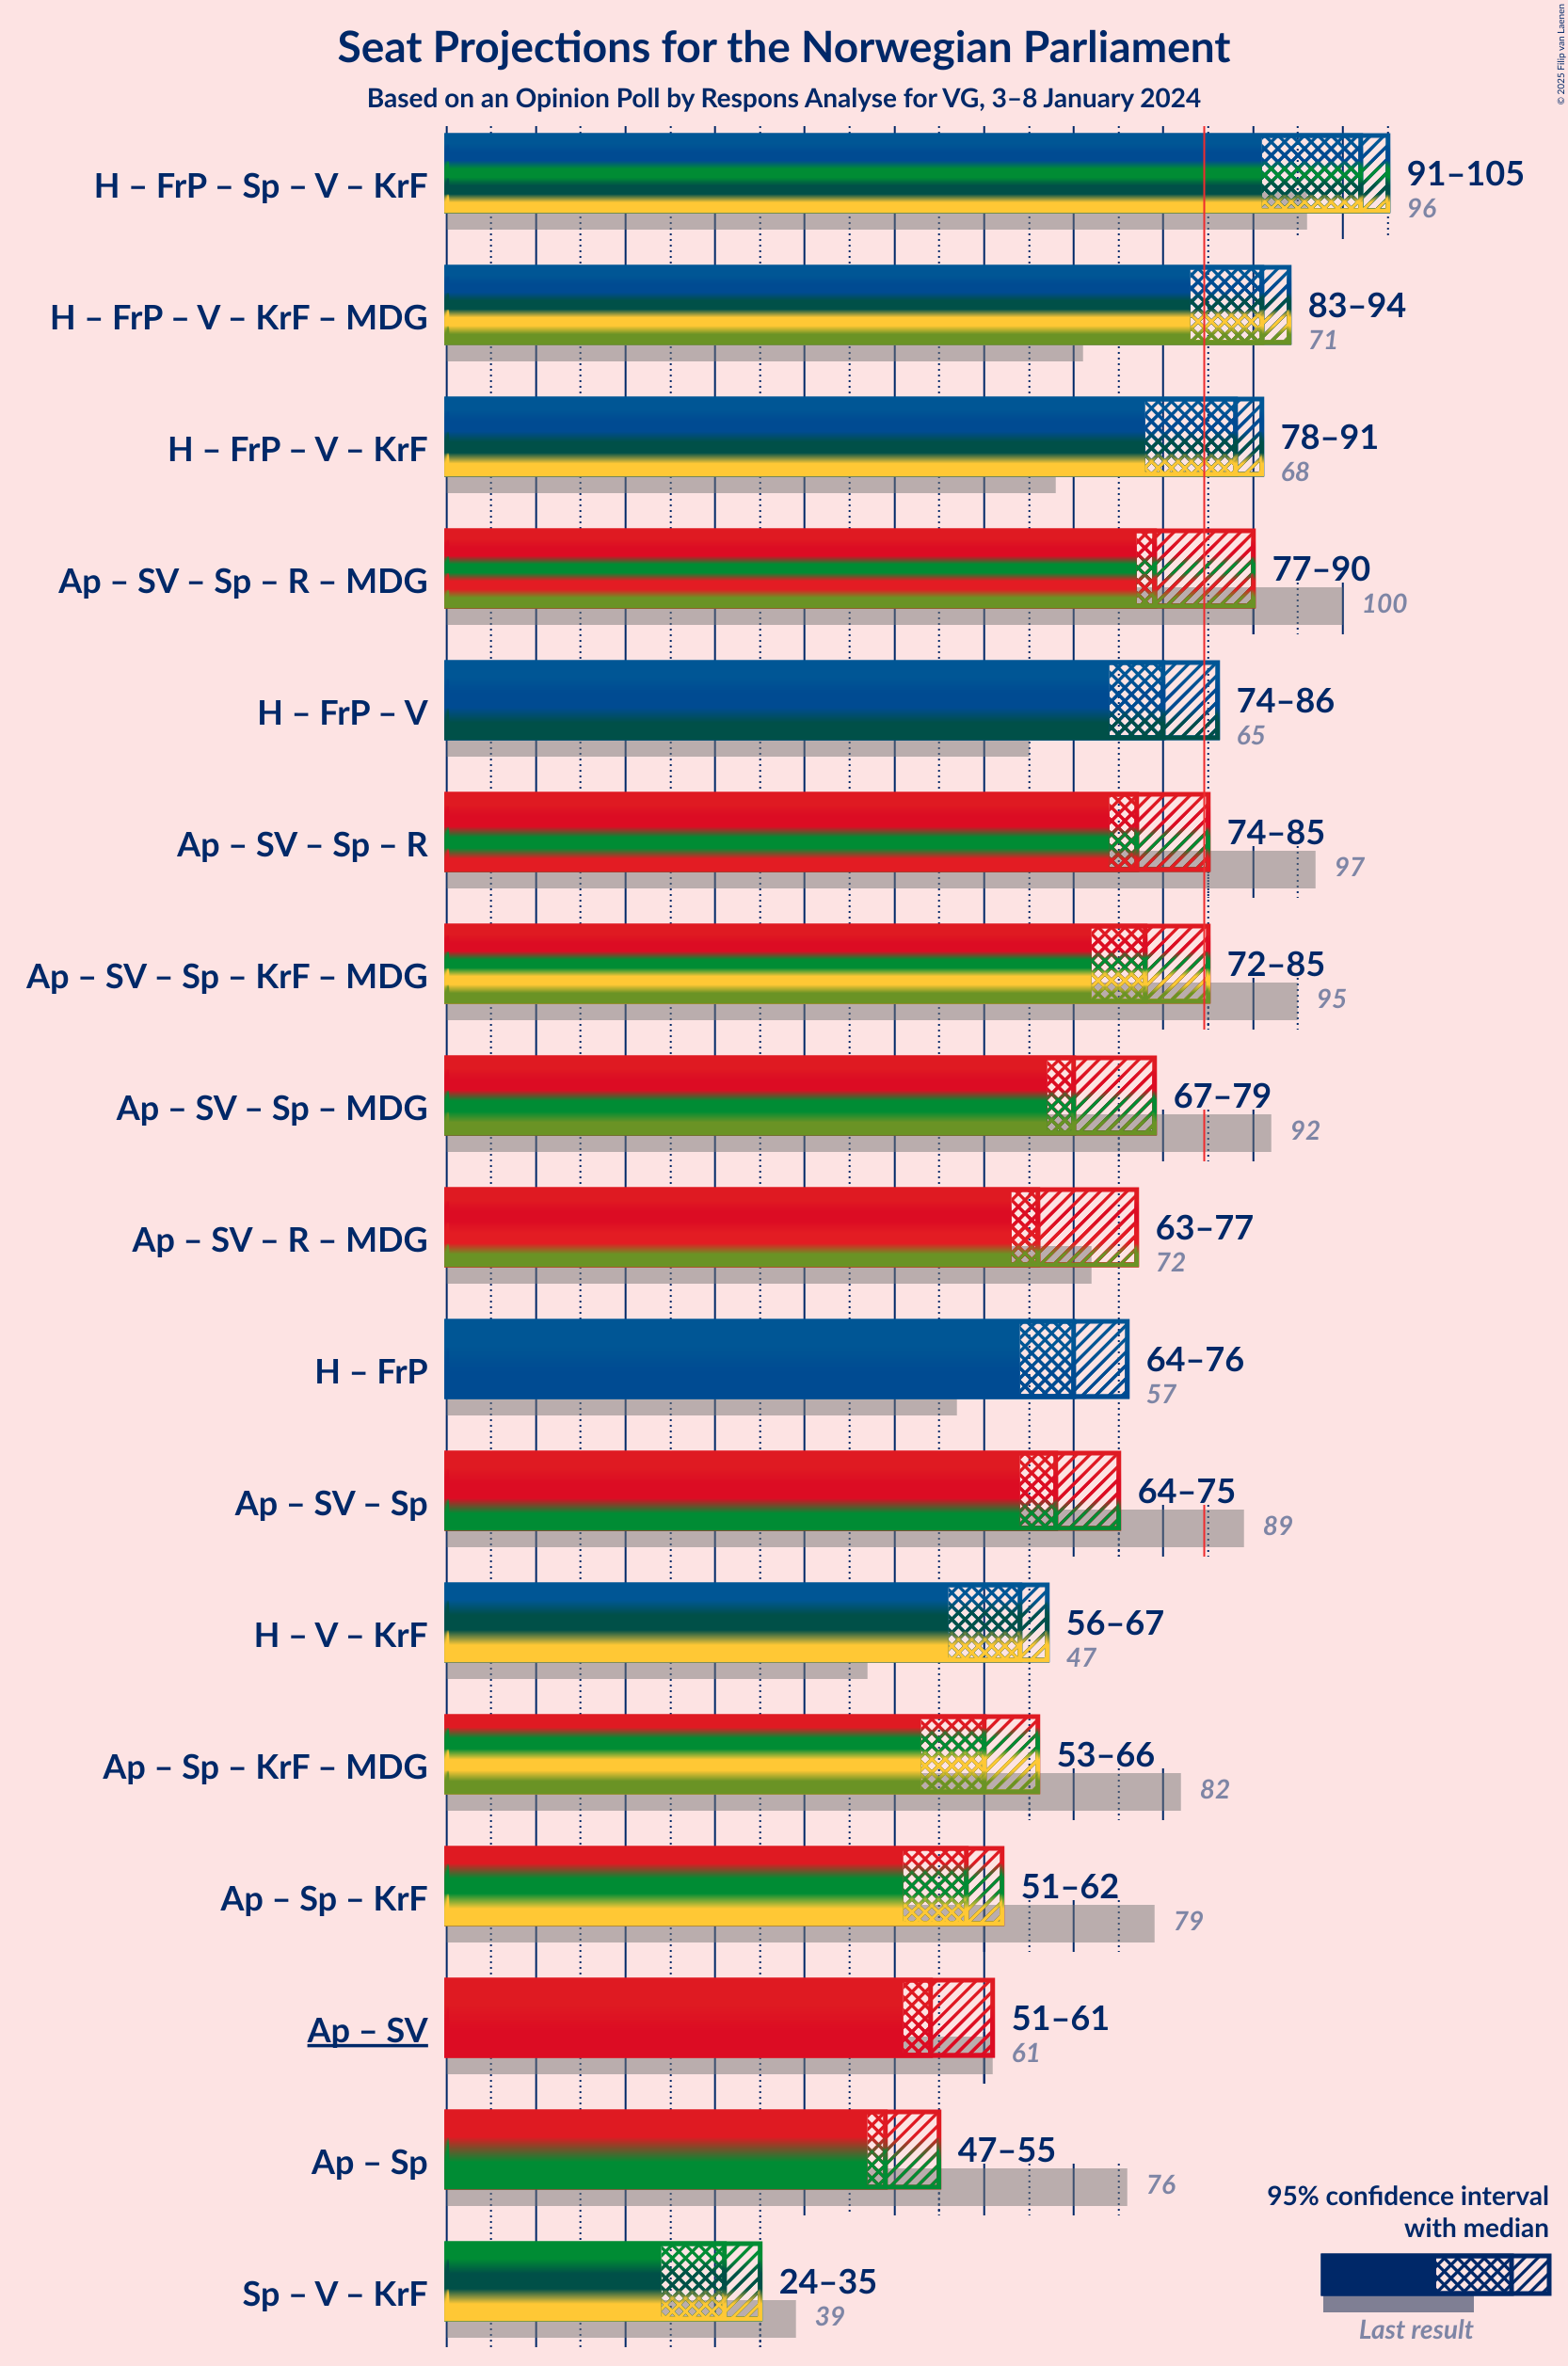 Seat Projections for the Norwegian Parliament
Based on an Opinion Poll by Respons Analyse for VG, 3–8 January 2024
© 2025 Filip van Laenen
H – FrP – Sp – V – KrF
91–105
96
H – FrP – V – KrF – MDG
83–94
71
H – FrP – V – KrF
78–91
68
Ap – SV – Sp – R – MDG
77–90
100
H – FrP – V
74–86
65
Ap – SV – Sp – R
74–85
97
Ap – SV – Sp – KrF – MDG
72–85
95
Ap – SV – Sp – MDG
67–79
92
Ap – SV – R – MDG
63–77
72
H – FrP
64–76
57
Ap – SV – Sp
64–75
89
H – V – KrF
56–67
47
Ap – Sp – KrF – MDG
53–66
82
Ap – Sp – KrF
51–62
79
Ap – SV
51–61
61
Ap – Sp
47–55
76
Sp – V – KrF
24–35
39
95% confidence interval
with median
Last result